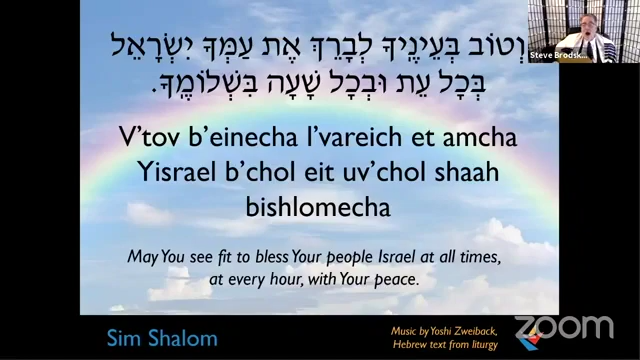 וְטוֹב בְּעֵינֶֽיךָ לְבָרֵךְ אֶת עַמְּךָ יִשְׂרָאֵל
בְּכׇל עֵת וּבְכׇל שָׁעָה בִּשְׁלוֹמֶֽךָ.
V’tov b’einecha l’vareich et amcha
Yisrael b’chol eit uv’chol shaah
bishlomecha
May You see fit to bless Your people Israel at all times,
at every hour, with Your peace.
Sim Shalom
Music by Yoshi Zweiback,
Hebrew text from liturgy
Steve Brodsk...
zoom